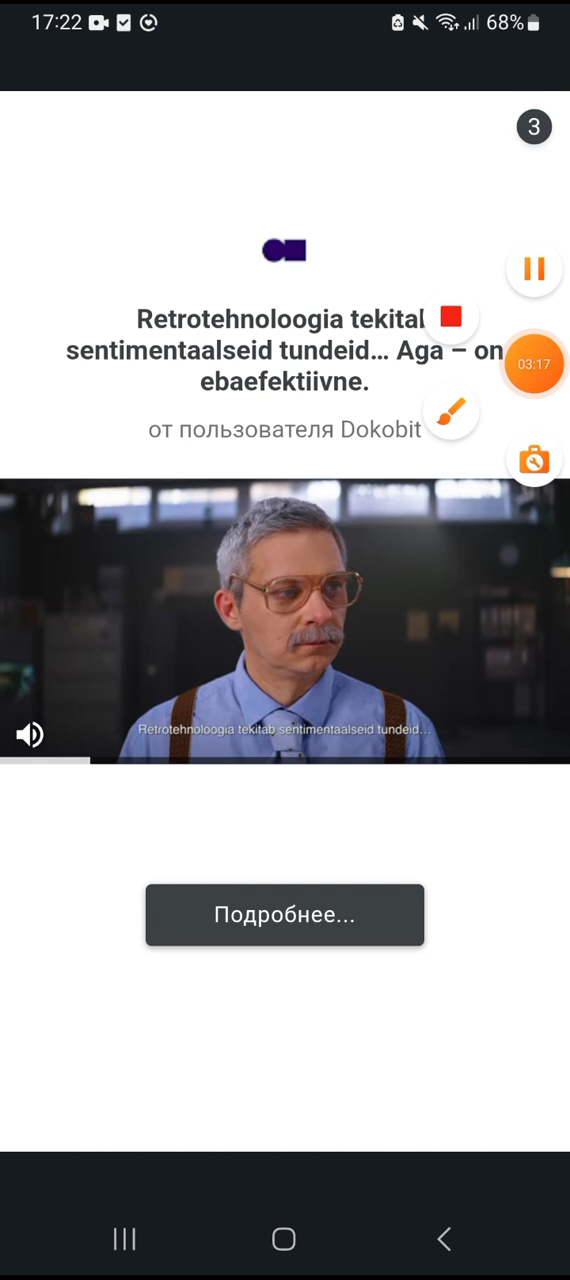 17:22
68%
3
Retrotehnoloogia tekitab
sentimentaalseid tundeid... Aga – on
03:17
ebaefektiivne.
от пользователя Dokobit
Retrotehnoloogia tekitab sentimentaalseid tundeid...
Подробнее...